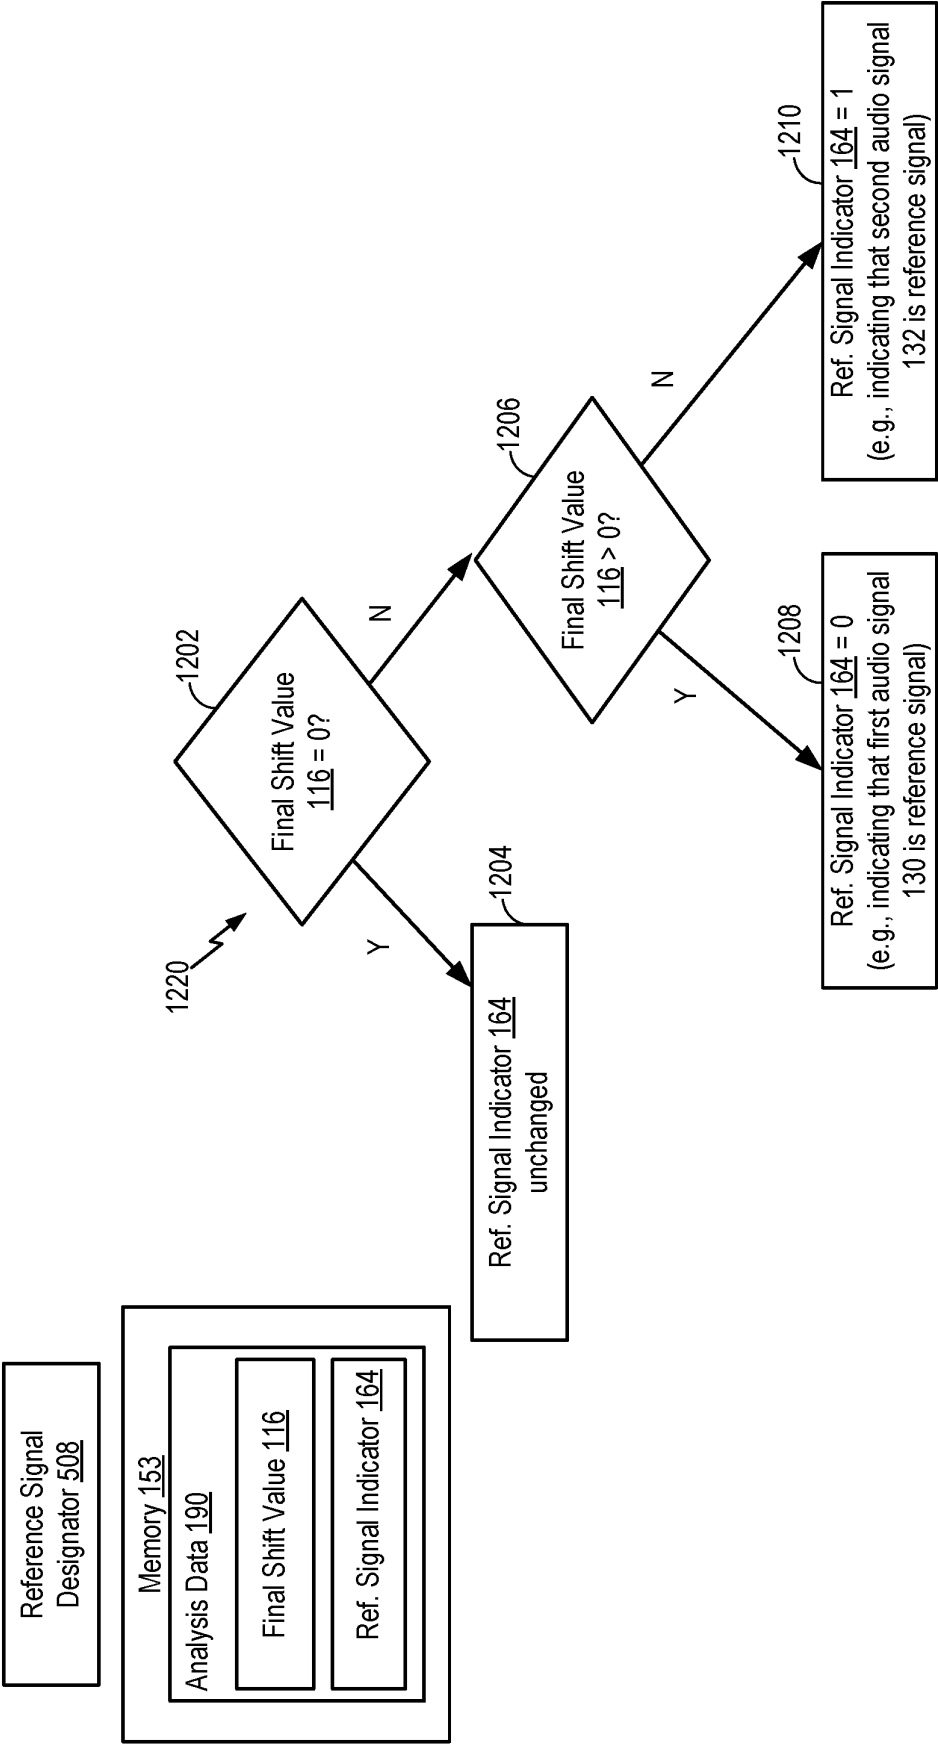 Reference Signal
Designator 508
Memory 153
Analysis Data 190
Final Shift Value 116
Ref. Signal Indicator 164
1220
1202
Final Shift Value
116 = 0?
Y
N
1204
Ref. Signal Indicator 164
unchanged
1206
Final Shift Value
116 > 0?
Y
N
1208
Ref. Signal Indicator 164 = 0
(e.g., indicating that first audio signal
130 is reference signal)
1210
Ref. Signal Indicator 164 = 1
(e.g., indicating that second audio signal
132 is reference signal)